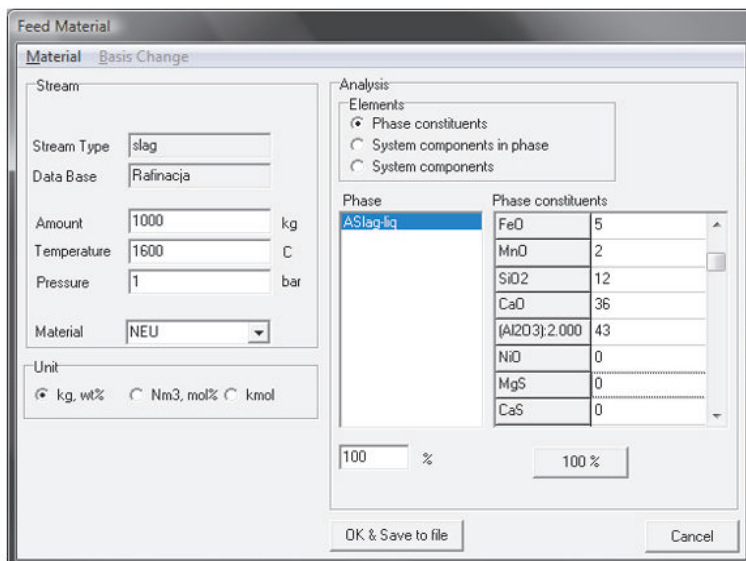 Feed Material
Material Basis Change
Stream
Stream Type slag
Data Base Rafinacja
Amount 1000 kg
Temperature 1600 C
Pressure 1 bar
Material NEU
Unit
kg, wt% Nm3, mol% kmol
Analysis
Elements
Phase constituents
System components in phase
System components
Phase Phase constituents
ASlag-liq
FeO 5
MnO 2
SiO2 12
CaO 36
(Al2O3):2.000 43
NiO 0
MgS 0
CaS 0
100 % 100 %
OK & Save to file Cancel